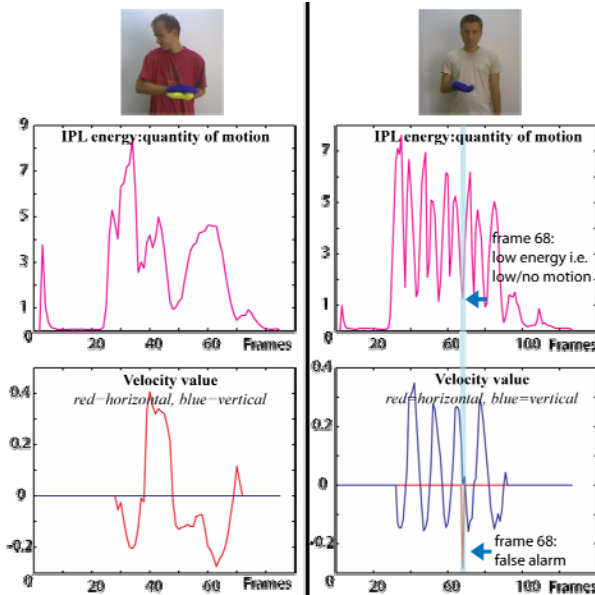 IPL energy:quantity of motion
9
7
5
3
1
0
20
40
60
Frames
Velocity value
red=horizontal, blue=vertical
0.4
0.2
0
-0.2
0
20
40
60
Frames
IPL energy:quantity of motion
7
5
3
1
frame 68:
low energy i.e.
low/no motion
0
20
60
100
Frames
Velocity value
red=horizontal, blue=vertical
0.4
0.2
0
-0.2
frame 68:
false alarm
0
20
60
100
Frames